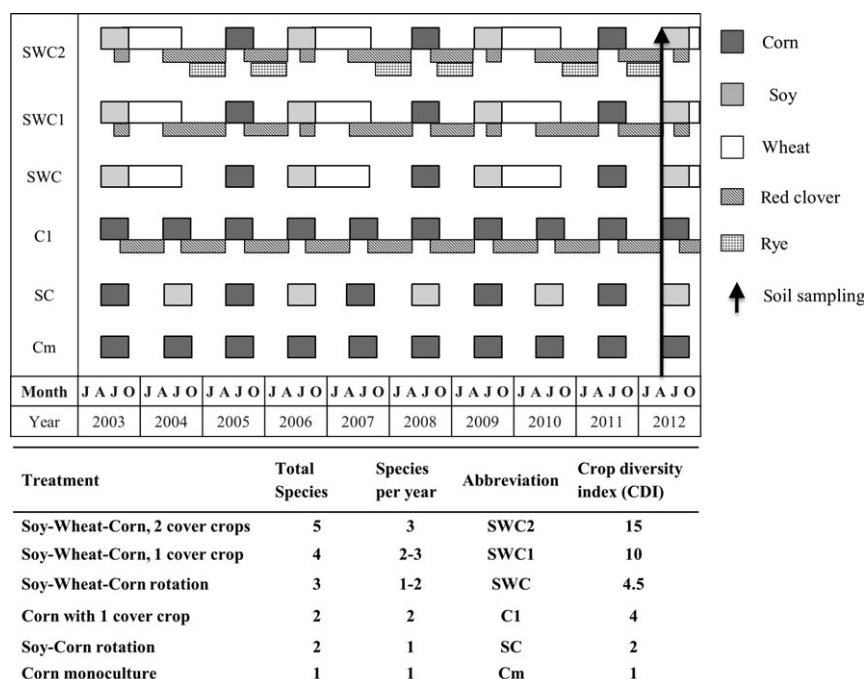 SWC2
SWC1
SWC
C1
SC
Cm
Corn
Soy
Wheat
Red clover
Rye
Soil sampling
Month J A J O J A J O J A J O J A J O J A J O J A J O J A J O J A J O J A J O J A J O
Year 2003 2004 2005 2006 2007 2008 2009 2010 2011 2012
Treatment Total Species Species per year Abbreviation Crop diversity index (CDI)
Soy-Wheat-Corn, 2 cover crops 5 3 SWC2 15
Soy-Wheat-Corn, 1 cover crop 4 2-3 SWC1 10
Soy-Wheat-Corn rotation 3 1-2 SWC 4.5
Corn with 1 cover crop 2 2 C1 4
Soy-Corn rotation 2 1 SC 2
Corn monoculture 1 1 Cm 1